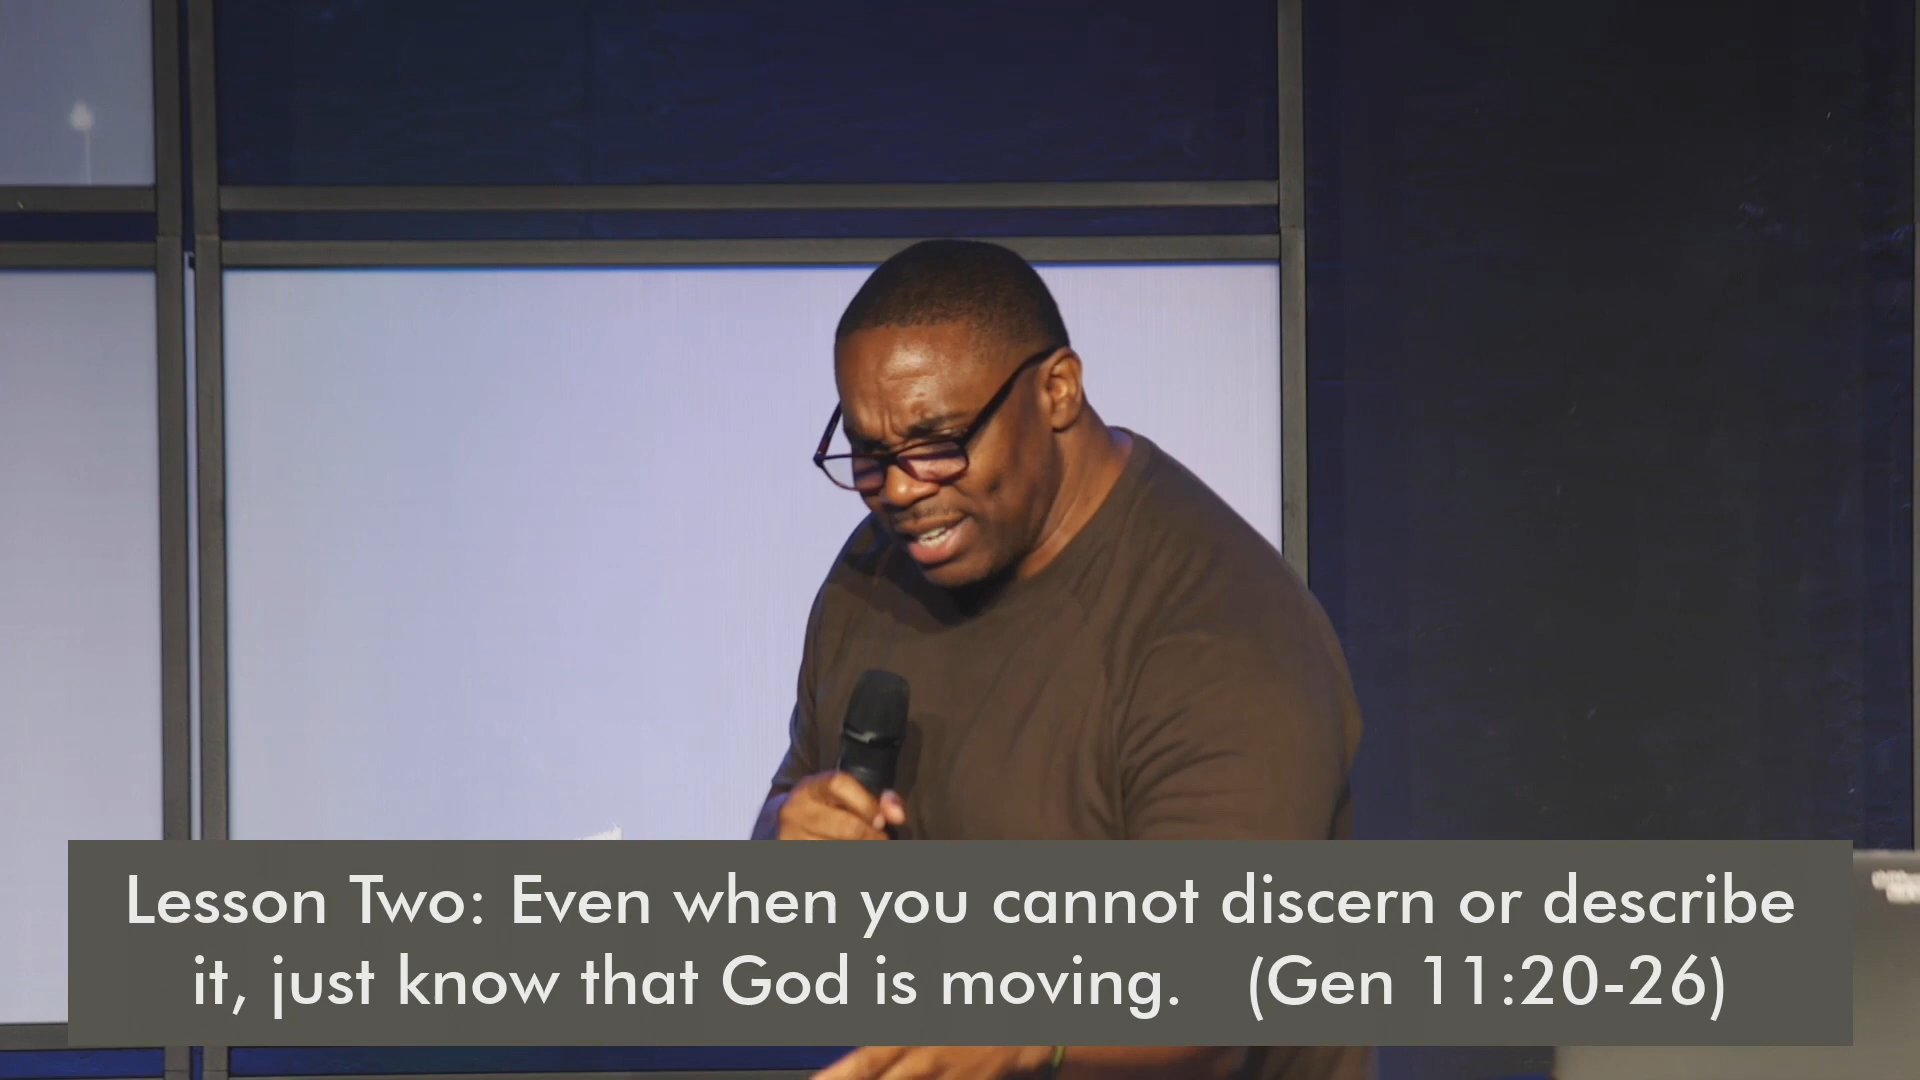 Lesson Two: Even when you cannot discern or describe
it, just know that God is moving. (Gen 11:20-26)